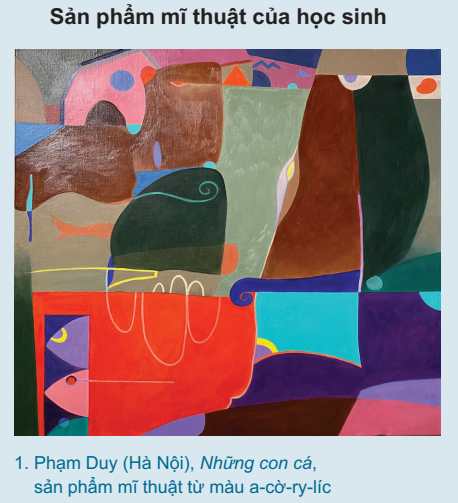 Sản phẩm mĩ thuật của học sinh
1. Phạm Duy (Hà Nội), Những con cá,
sản phẩm mĩ thuật từ màu a-cờ-ry-líc